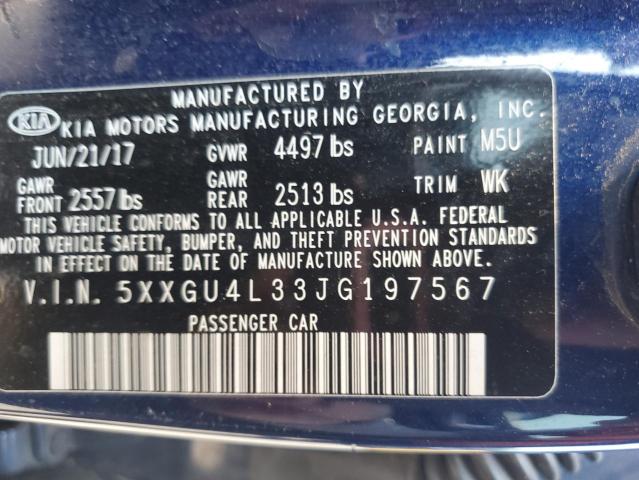 MANUFACTURED BY
KIA KIA MOTORS MANUFACTURING GEORGIA, INC.
JUN/21/17 GVWR 4497 lbs PAINT M5U
GAWR FRONT 2557 lbs GAWR REAR 2513 lbs TRIM WK
THIS VEHICLE CONFORMS TO ALL APPLICABLE U.S.A. FEDERAL
MOTOR VEHICLE SAFETY, BUMPER, AND THEFT PREVENTION STANDARDS
IN EFFECT ON THE DATE OF MANUFACTURE SHOWN ABOVE.
V.I.N. 5XXGU4L33JG197567
PASSENGER CAR